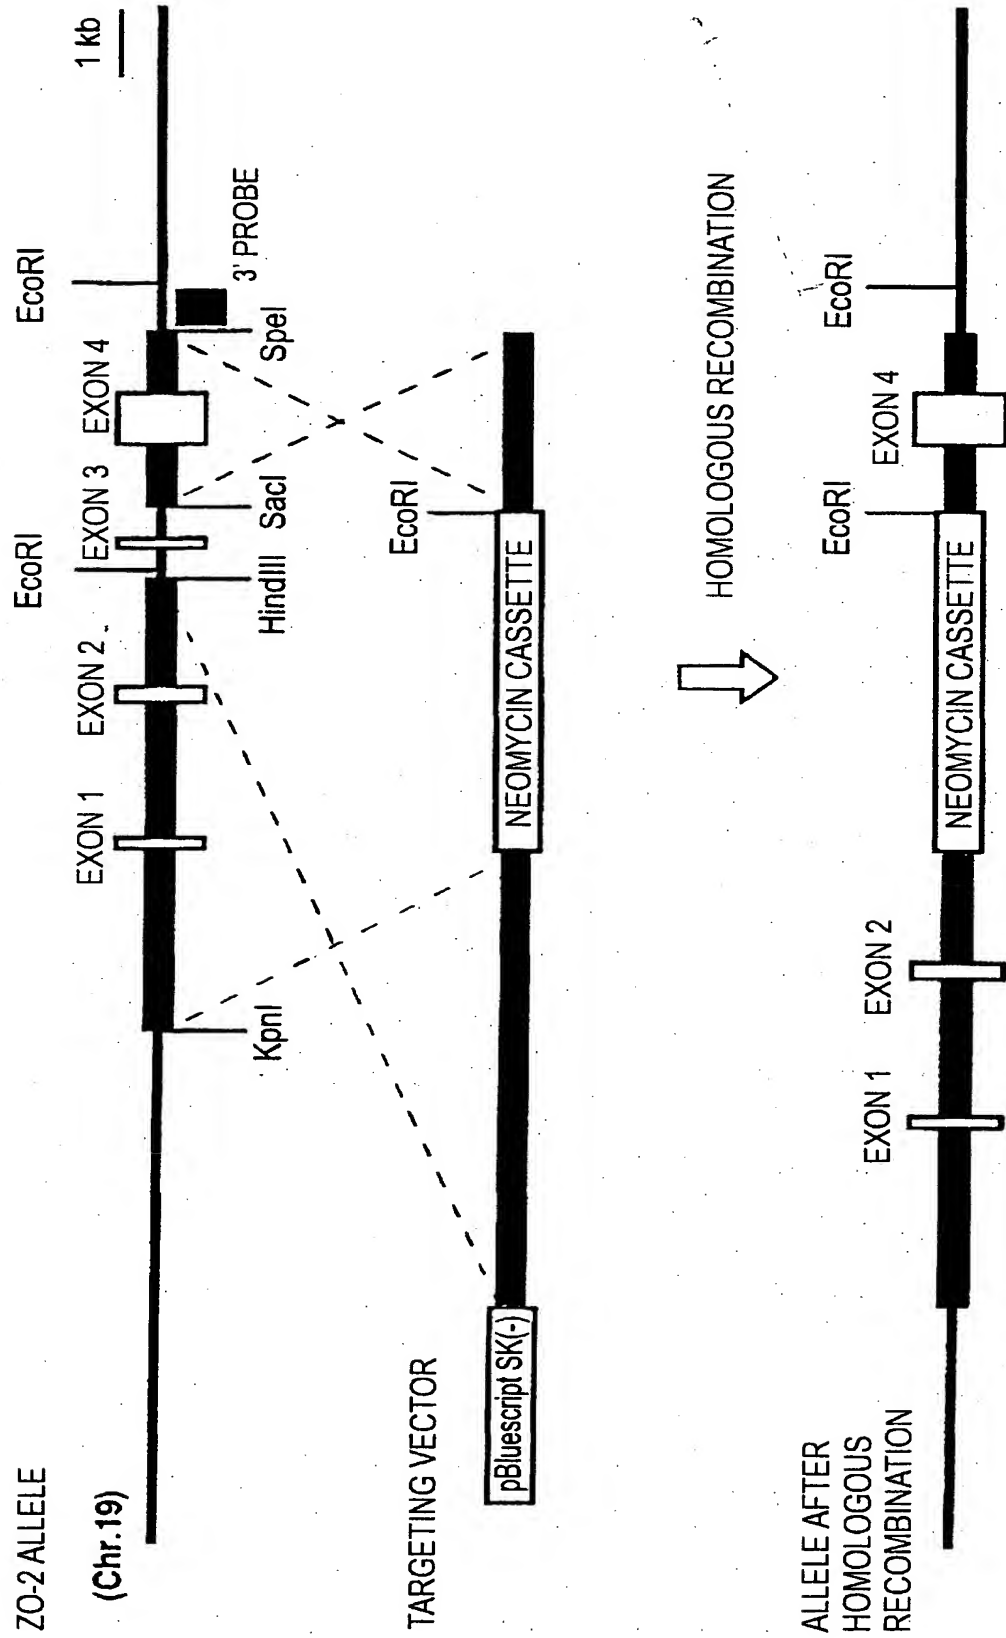 ZO-2 ALLELE
(Chr.19)
1 kb
EcoRI
EcoRI
EXON 1
EXON 2
EXON 3
EXON 4
KpnI
HindIII
SacI
SpeI
3' PROBE
TARGETING VECTOR
EcoRI
pBluescript SK(-)
NEOMYCIN CASSETTE
HOMOLOGOUS RECOMBINATION
ALLELE AFTER
HOMOLOGOUS
RECOMBINATION
EcoRI
EcoRI
EXON 1
EXON 2
NEOMYCIN CASSETTE
EXON 4